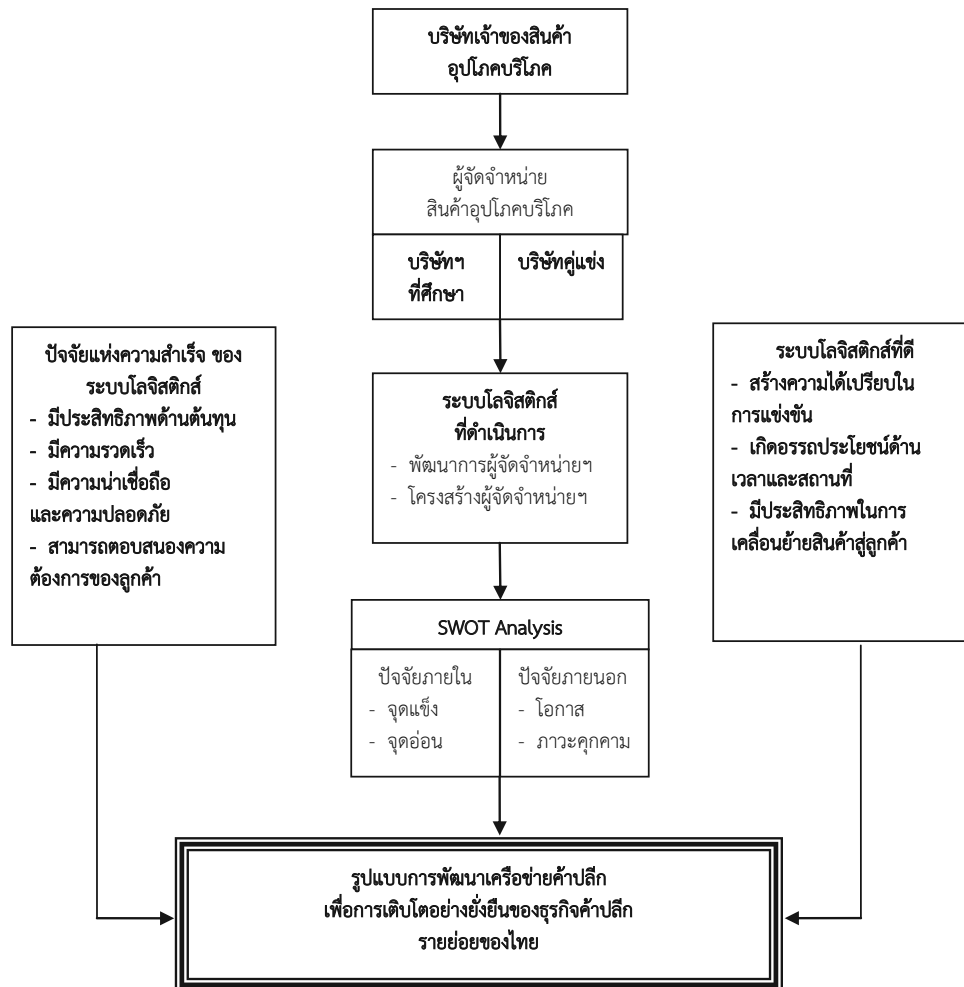 บริษัทเจ้าของสินค้า
อุปโภคบริโภค
ผู้จัดจำหน่าย
สินค้าอุปโภคบริโภค
บริษัทฯ
ที่ศึกษา
บริษัทคู่แข่ง
ปัจจัยแห่งความสำเร็จ ของ
ระบบโลจิสติกส์
- มีประสิทธิภาพด้านต้นทุน
- มีความรวดเร็ว
- มีความน่าเชื่อถือ
และความปลอดภัย
- สามารถตอบสนองความ
ต้องการของลูกค้า
ระบบโลจิสติกส์
ที่ดำเนินการ
- พัฒนาการผู้จัดจำหน่ายฯ
- โครงสร้างผู้จัดจำหน่ายฯ
ระบบโลจิสติกส์ที่ดี
- สร้างความได้เปรียบใน
การแข่งขัน
- เกิดอรรถประโยชน์ด้าน
เวลาและสถานที่
- มีประสิทธิภาพในการ
เคลื่อนย้ายสินค้าสู่ลูกค้า
SWOT Analysis
ปัจจัยภายใน
- จุดแข็ง
- จุดอ่อน
ปัจจัยภายนอก
- โอกาส
- ภาวะคุกคาม
รูปแบบการพัฒนาเครือข่ายค้าปลีก
เพื่อการเติบโตอย่างยั่งยืนของธุรกิจค้าปลีก
รายย่อยของไทย